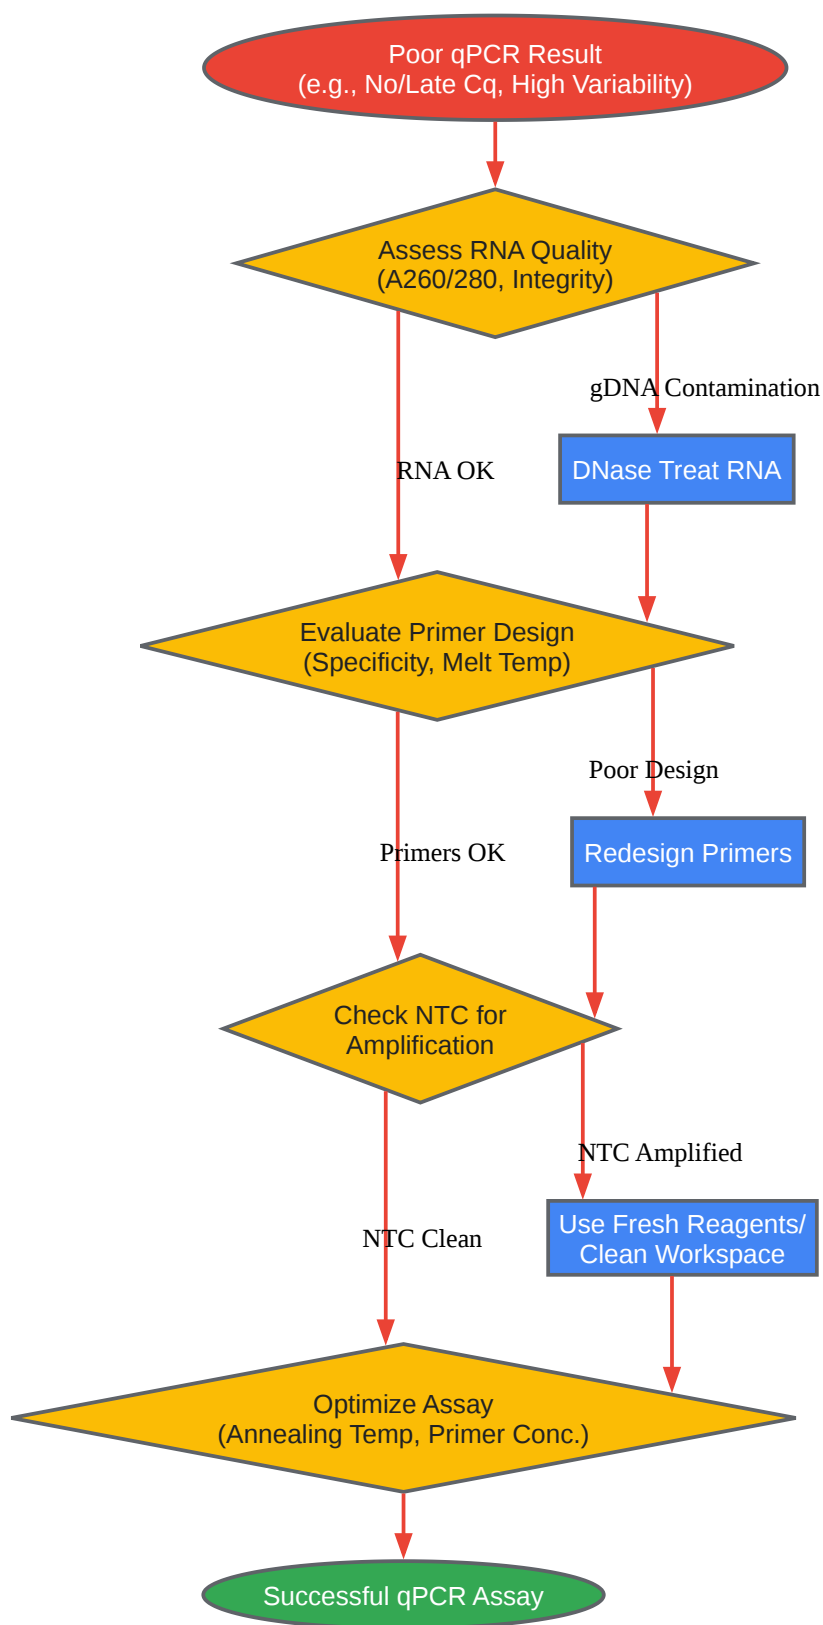 Poor qPCR Result
(e.g., No/Late Cq, High Variability)
Assess RNA Quality
(A260/280, Integrity)
gDNA Contamination
RNA OK
DNase Treat RNA
Evaluate Primer Design
(Specificity, Melt Temp)
Poor Design
Primers OK
Redesign Primers
Check NTC for
Amplification
NTC Amplified
NTC Clean
Use Fresh Reagents/
Clean Workspace
Optimize Assay
(Annealing Temp, Primer Conc.)
Successful qPCR Assay